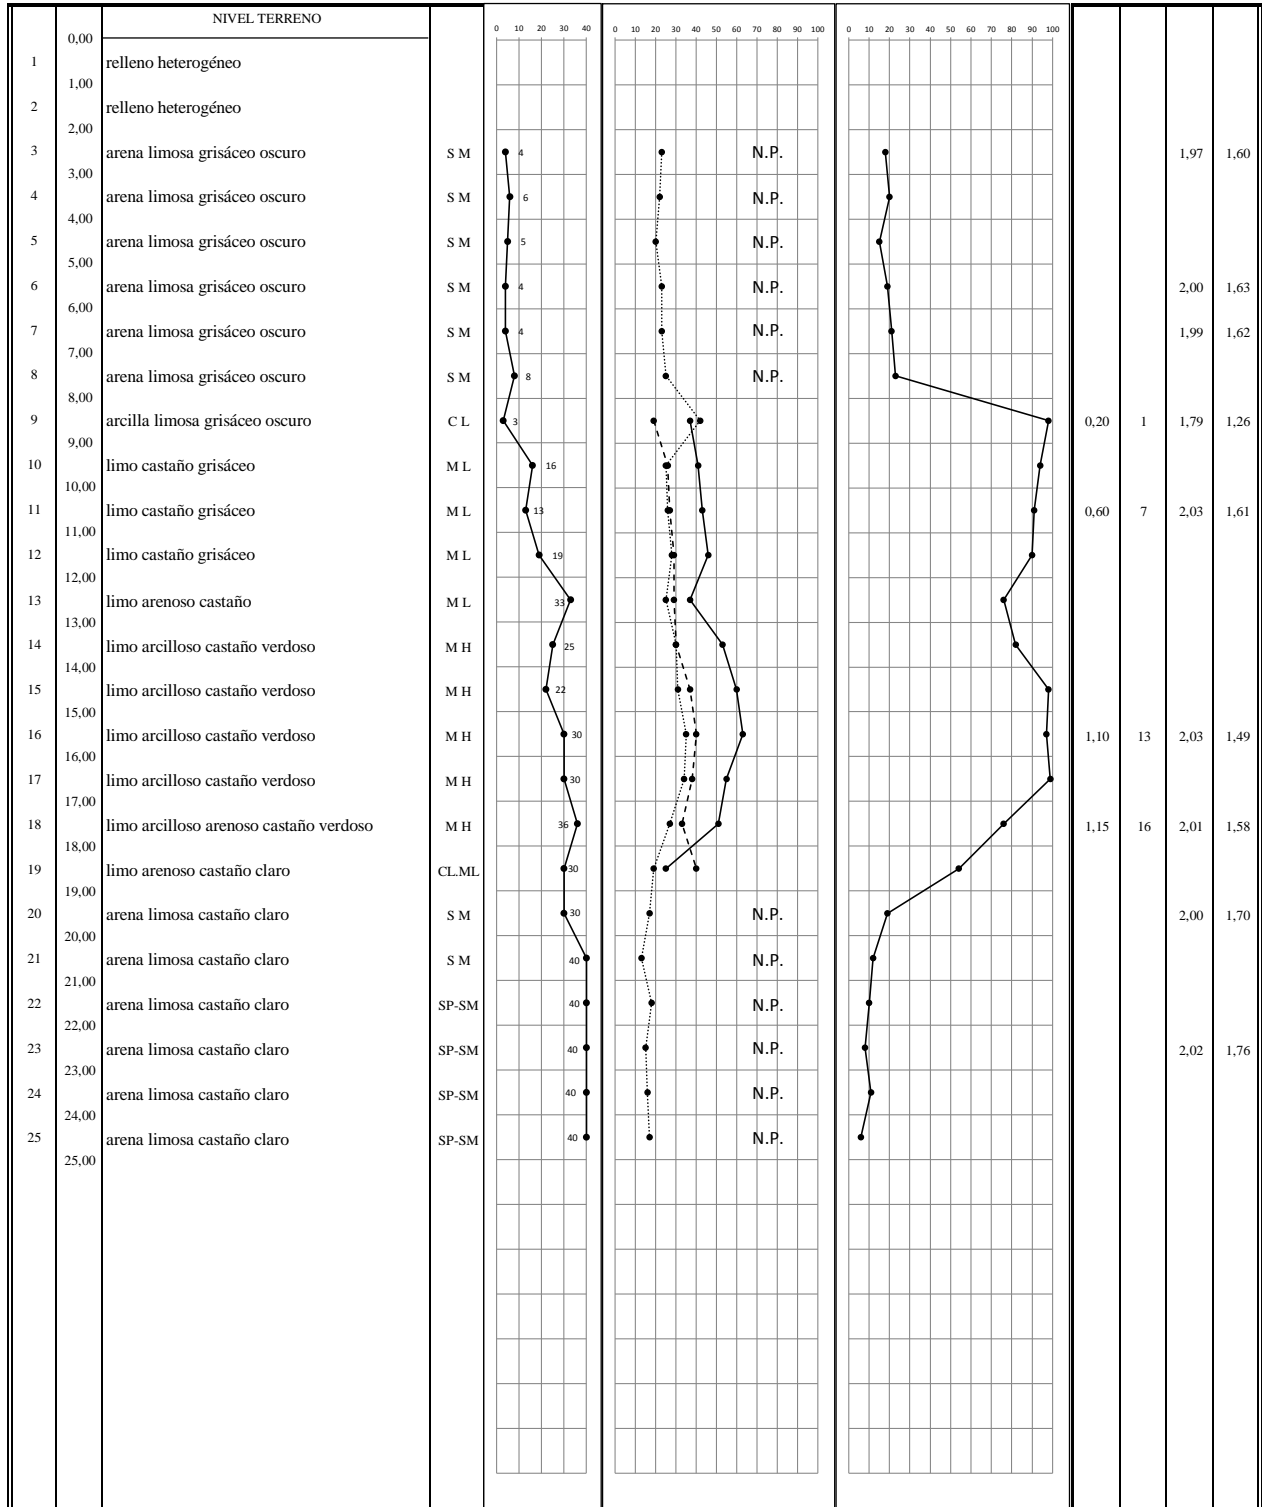 NIVEL TERRENO
0 10 20 30 40 0 10 20 30 40 50 60 70 80 90 100 0 10 20 30 40 50 60 70 80 90 100
0,00
1 relleno heterogéneo
1,00
2 relleno heterogéneo
2,00
3 arena limosa grisáceo oscuro S M 4 N.P. 1,97 1,60
3,00
4 arena limosa grisáceo oscuro S M 6 N.P.
4,00
5 arena limosa grisáceo oscuro S M 5 N.P.
5,00
6 arena limosa grisáceo oscuro S M 4 N.P. 2,00 1,63
6,00
7 arena limosa grisáceo oscuro S M 4 N.P. 1,99 1,62
7,00
8 arena limosa grisáceo oscuro S M 8 N.P.
8,00
9 arcilla limosa grisáceo oscuro C L 3 0,20 1 1,79 1,26
9,00
10 limo castaño grisáceo M L 16
10,00
11 limo castaño grisáceo M L 13 0,60 7 2,03 1,61
11,00
12 limo castaño grisáceo M L 19
12,00
13 limo arenoso castaño M L 33
13,00
14 limo arcilloso castaño verdoso M H 25
14,00
15 limo arcilloso castaño verdoso M H 22
15,00
16 limo arcilloso castaño verdoso M H 30 1,10 13 2,03 1,49
16,00
17 limo arcilloso castaño verdoso M H 30
17,00
18 limo arcilloso arenoso castaño verdoso M H 36 1,15 16 2,01 1,58
18,00
19 limo arenoso castaño claro CL.ML 30
19,00
20 arena limosa castaño claro S M 30 N.P. 2,00 1,70
20,00
21 arena limosa castaño claro S M 40 N.P.
21,00
22 arena limosa castaño claro SP-SM 40 N.P.
22,00
23 arena limosa castaño claro SP-SM 40 N.P. 2,02 1,76
23,00
24 arena limosa castaño claro SP-SM 40 N.P.
24,00
25 arena limosa castaño claro SP-SM 40 N.P.
25,00